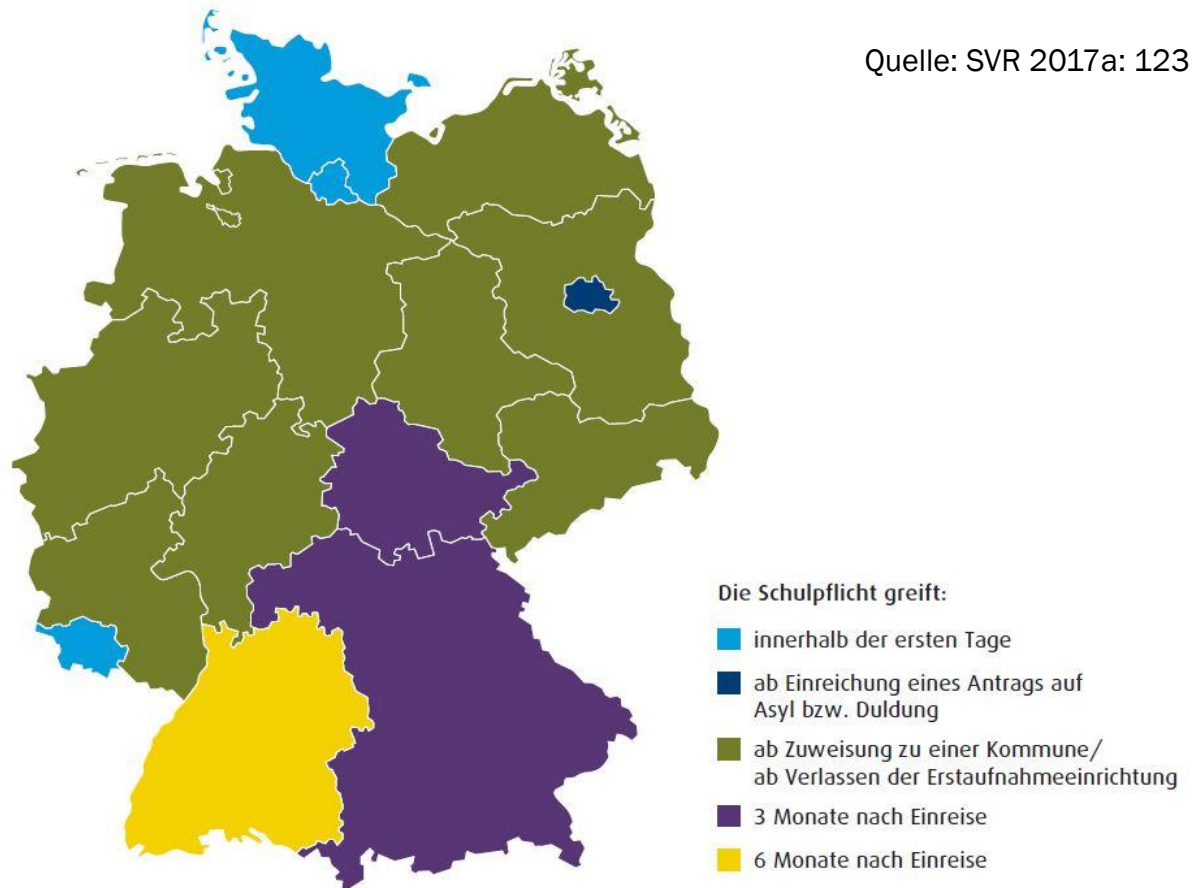 Quelle: SVR 2017a: 123
Die Schulpflicht greift:
innerhalb der ersten Tage
ab Einreichung eines Antrags auf
Asyl bzw. Duldung
ab Zuweisung zu einer Kommune/
ab Verlassen der Erstaufnahmeeinrichtung
3 Monate nach Einreise
6 Monate nach Einreise